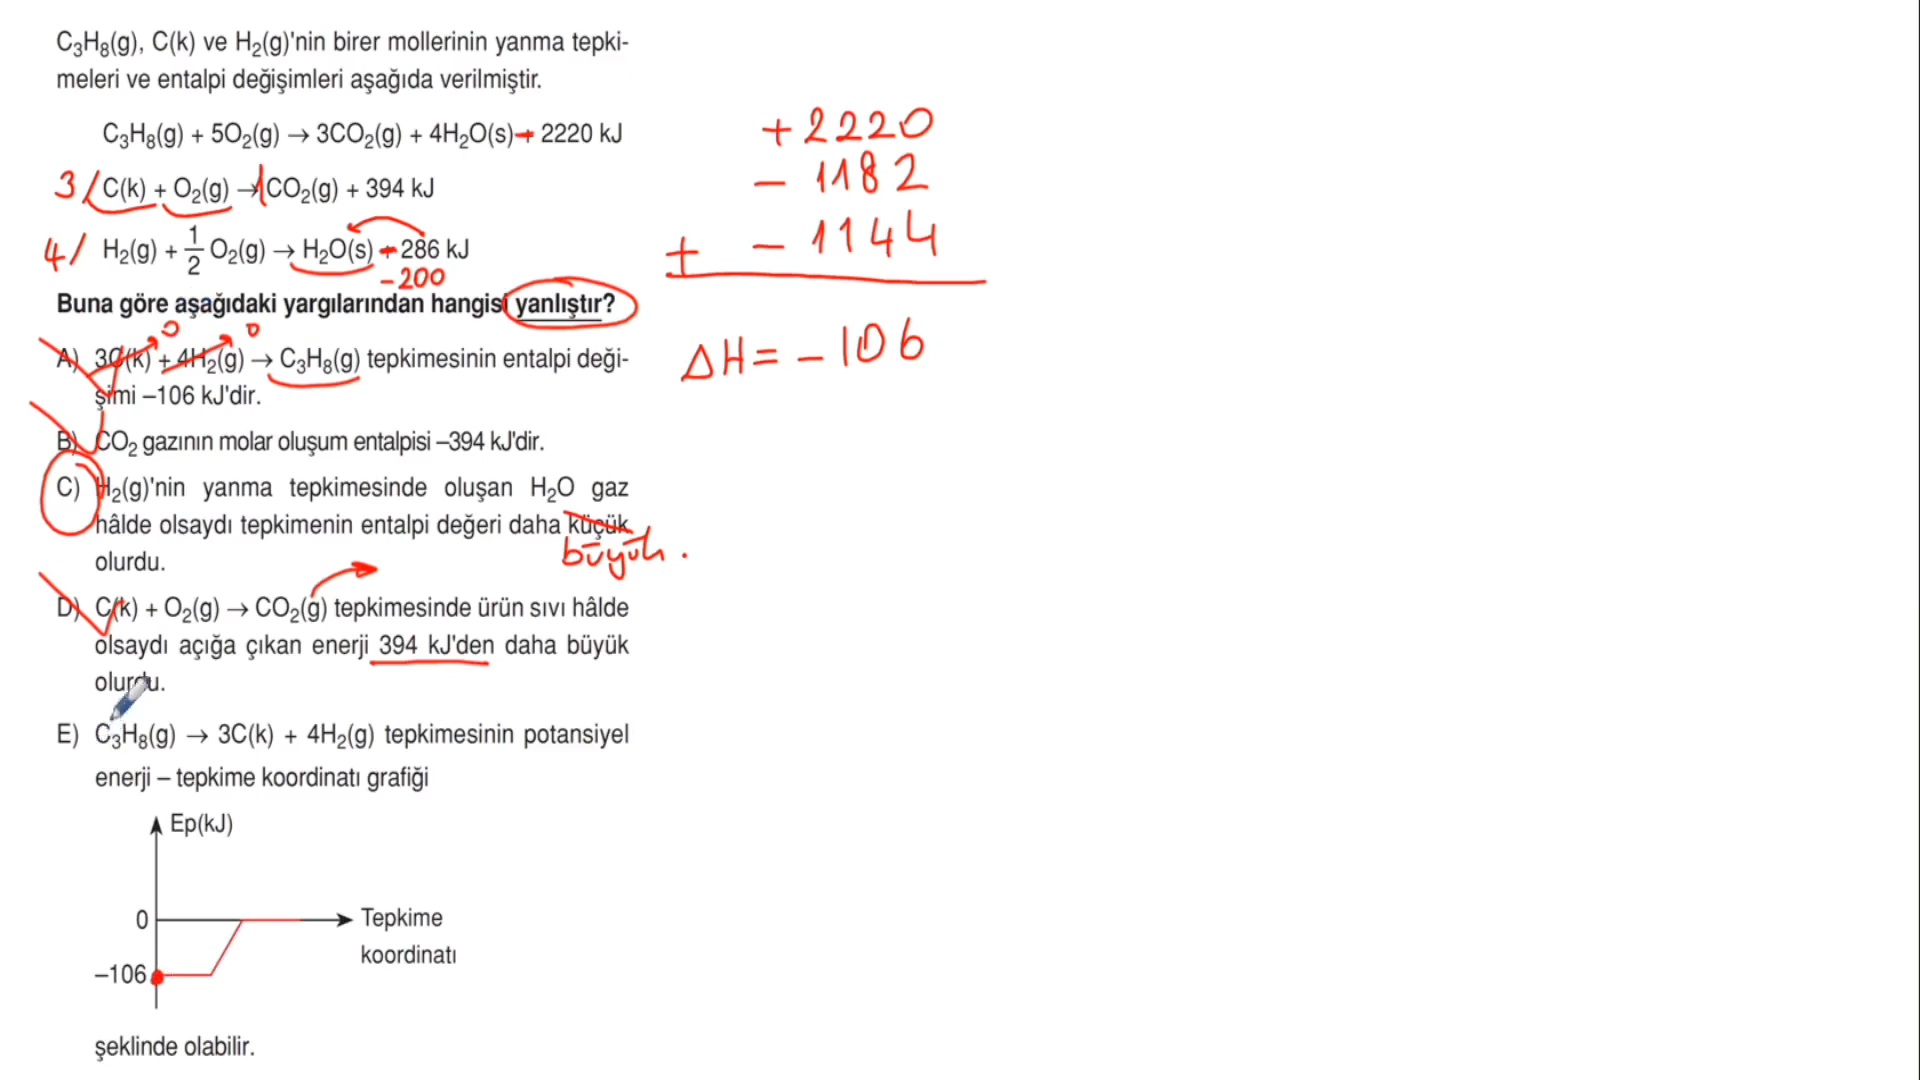 C₃H₈(g), C(k) ve H₂(g)'nin birer mollerinin yanma tepki-
meleri ve entalpi değişimleri aşağıda verilmiştir.
C₃H₈(g) + 5O₂(g) → 3CO₂(g) + 4H₂O(s) + 2220 kJ
3/ C(k) + O₂(g) → CO₂(g) + 394 kJ
4/ H₂(g) + 1/2 O₂(g) → H₂O(s) + 286 kJ
-200
Buna göre aşağıdaki yargılarından hangisi yanlıştır?
0 0
A) 3C(k) + 4H₂(g) → C₃H₈(g) tepkimesinin entalpi deği-
şimi –106 kJ'dir.
B) CO₂ gazının molar oluşum entalpisi –394 kJ'dir.
C) H₂(g)'nin yanma tepkimesinde oluşan H₂O gaz
hâlde olsaydı tepkimenin entalpi değeri daha küçük
büyük.
olurdu.
D) C(k) + O₂(g) → CO₂(g) tepkimesinde ürün sıvı hâlde
olsaydı açığa çıkan enerji 394 kJ'den daha büyük
olurdu.
E) C₃H₈(g) → 3C(k) + 4H₂(g) tepkimesinin potansiyel
enerji – tepkime koordinatı grafiği
Ep(kJ)
0
Tepkime
koordinatı
–106
şeklinde olabilir.
+2220
- 1182
+ - 1144
ΔH = -106